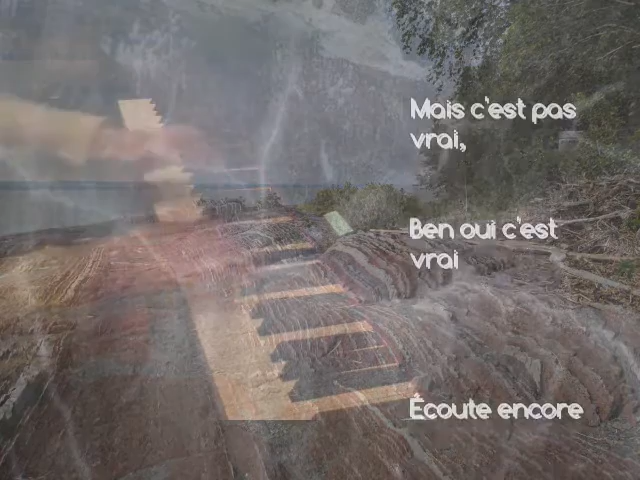 Mais c'est pas
vrai,
Ben oui c'est
vrai
Écoute encore